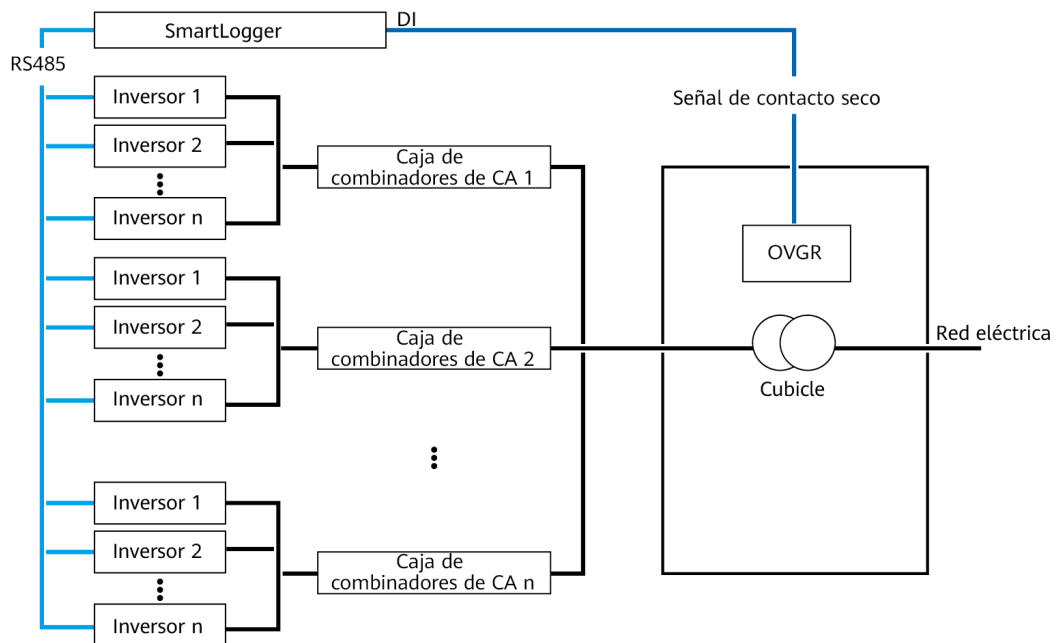 SmartLogger
DI
RS485
Señal de contacto seco
Inversor 1
Inversor 2
Inversor n
Caja de
combinadores de CA 1
OVGR
Inversor 1
Inversor 2
Inversor n
Caja de
combinadores de CA 2
Red eléctrica
Cubicle
Inversor 1
Inversor 2
Inversor n
Caja de
combinadores de CA n